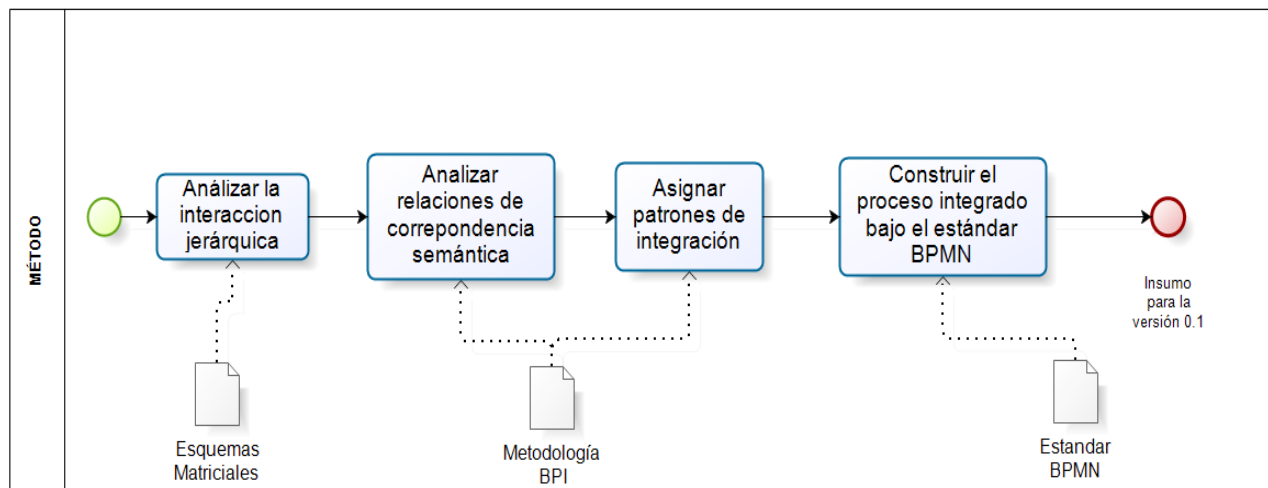 MÉTODO
Análizar la
interaccion
jerárquica
Analizar
relaciones de
correpondencia
semántica
Asignar
patrones de
integración
Construir el
proceso integrado
bajo el estándar
BPMN
Insumo
para la
versión 0.1
Esquemas
Matriciales
Metodología
BPI
Estandar
BPMN